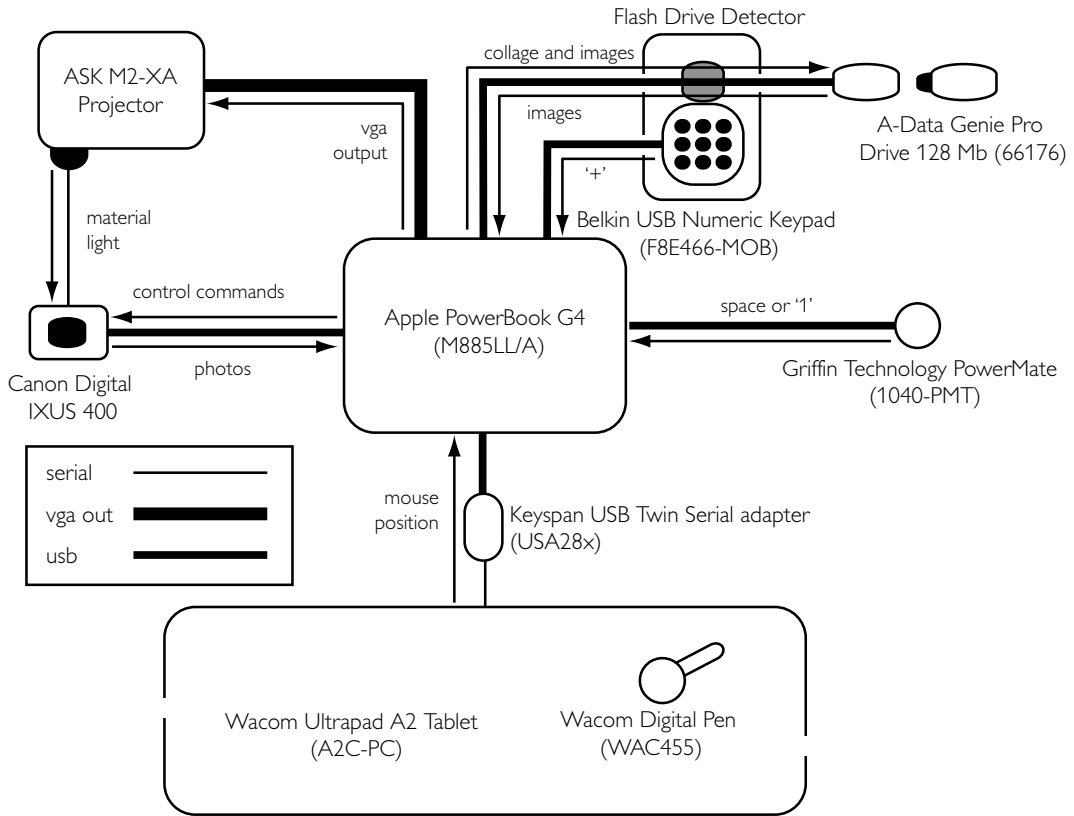 Flash Drive Detector
collage and images
ASK M2-XA
Projector
images
vga
output
A-Data Genie Pro
Drive 128 Mb (66176)
'+'
material
light
Belkin USB Numeric Keypad
(F8E466-MOB)
control commands
Apple PowerBook G4
(M885LL/A)
space or '1'
photos
Griffin Technology PowerMate
(1040-PMT)
Canon Digital
IXUS 400
serial
vga out
usb
mouse
position
Keyspan USB Twin Serial adapter
(USA28x)
Wacom Ultrapad A2 Tablet
(A2C-PC)
Wacom Digital Pen
(WAC455)